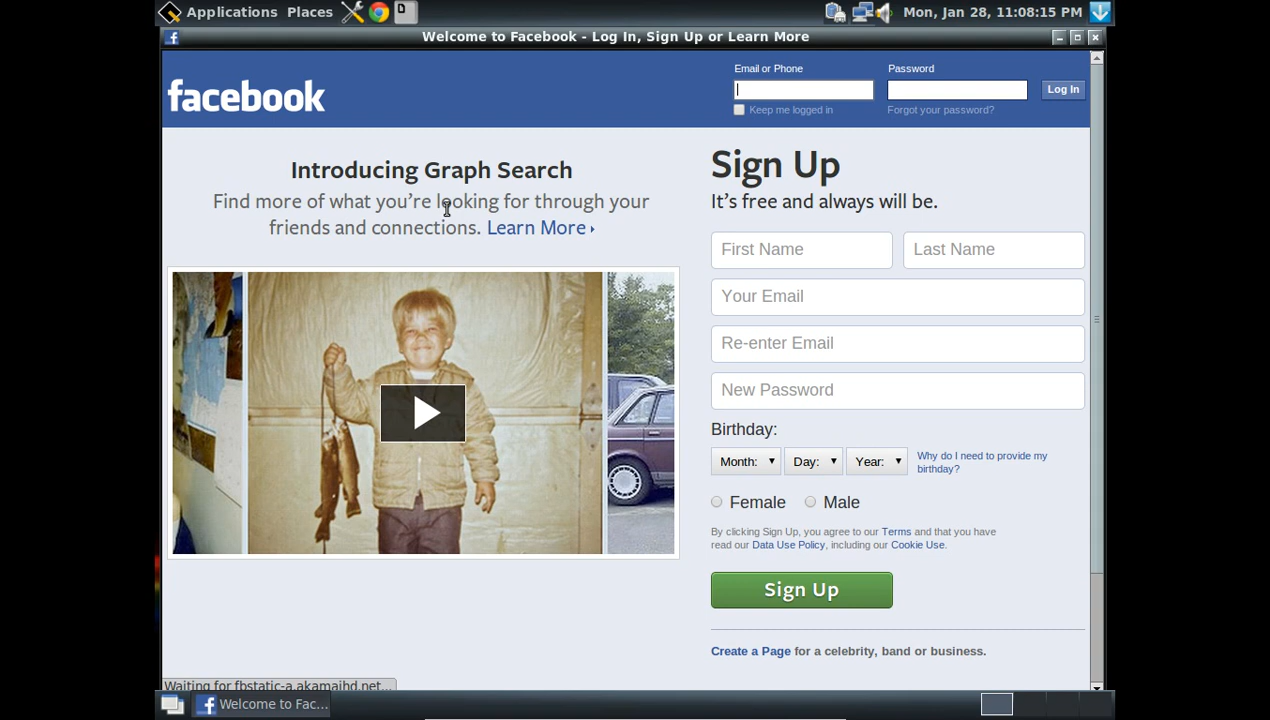 Applications Places
Mon, Jan 28, 11:08:15 PM
Welcome to Facebook - Log In, Sign Up or Learn More
facebook
Email or Phone
Password
Log In
Keep me logged in
Forgot your password?
Introducing Graph Search
Find more of what you’re looking for through your
friends and connections. Learn More
Sign Up
It’s free and always will be.
First Name
Last Name
Your Email
Re-enter Email
New Password
Birthday:
Month:
Day:
Year:
Why do I need to provide my
birthday?
Female
Male
By clicking Sign Up, you agree to our Terms and that you have
read our Data Use Policy, including our Cookie Use.
Sign Up
Create a Page for a celebrity, band or business.
Waiting for fbstatic-a.akamaihd.net...
Welcome to Fac...